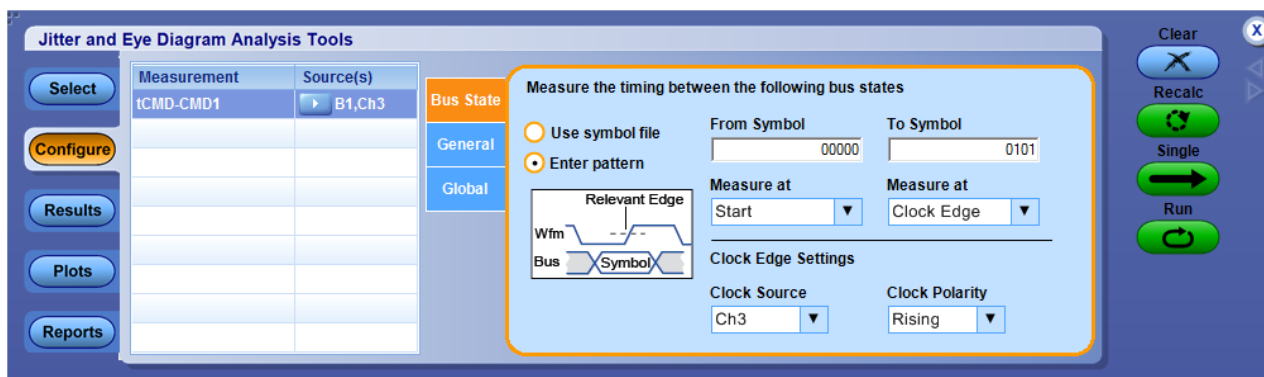 Jitter and Eye Diagram Analysis Tools
Clear
X
Select
Configure
Results
Plots
Reports
Measurement Source(s)
tCMD-CMD1 B1,Ch3
Bus State
General
Global
Measure the timing between the following bus states
Use symbol file
Enter pattern
From Symbol To Symbol
00000 0101
Measure at Measure at
Start Clock Edge
Relevant Edge
Wfm
Bus Symbol
Clock Edge Settings
Clock Source Clock Polarity
Ch3 Rising
Recalc
Single
Run